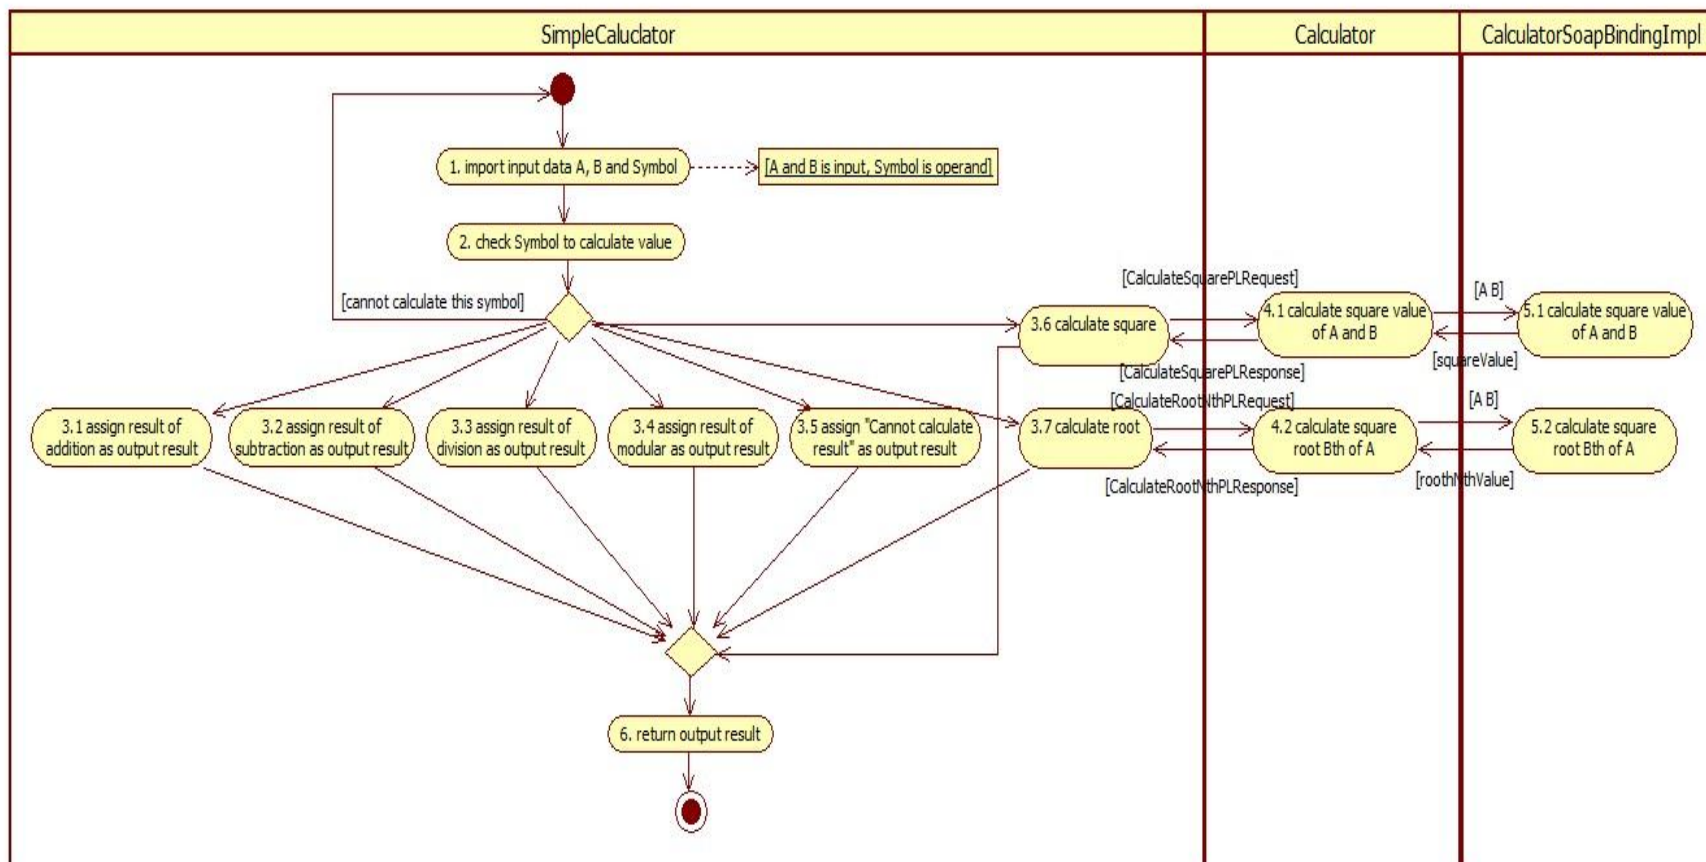 SimpleCaluclator
Calculator
CalculatorSoapBindingImpl
1. import input data A, B and Symbol
[A and B is input, Symbol is operand]
2. check Symbol to calculate value
[cannot calculate this symbol]
[CalculateSquarePLRequest]
[A B]
3.6 calculate square
4.1 calculate square value
of A and B
5.1 calculate square value
of A and B
[CalculateSquarePLResponse]
[squareValue]
[CalculateRootNthPLRequest]
[A B]
3.1 assign result of
addition as output result
3.2 assign result of
subtraction as output result
3.3 assign result of
division as output result
3.4 assign result of
modular as output result
3.5 assign "Cannot calculate
result" as output result
3.7 calculate root
4.2 calculate square
root Bth of A
5.2 calculate square
root Bth of A
[CalculateRootNthPLResponse]
[roothNthValue]
6. return output result